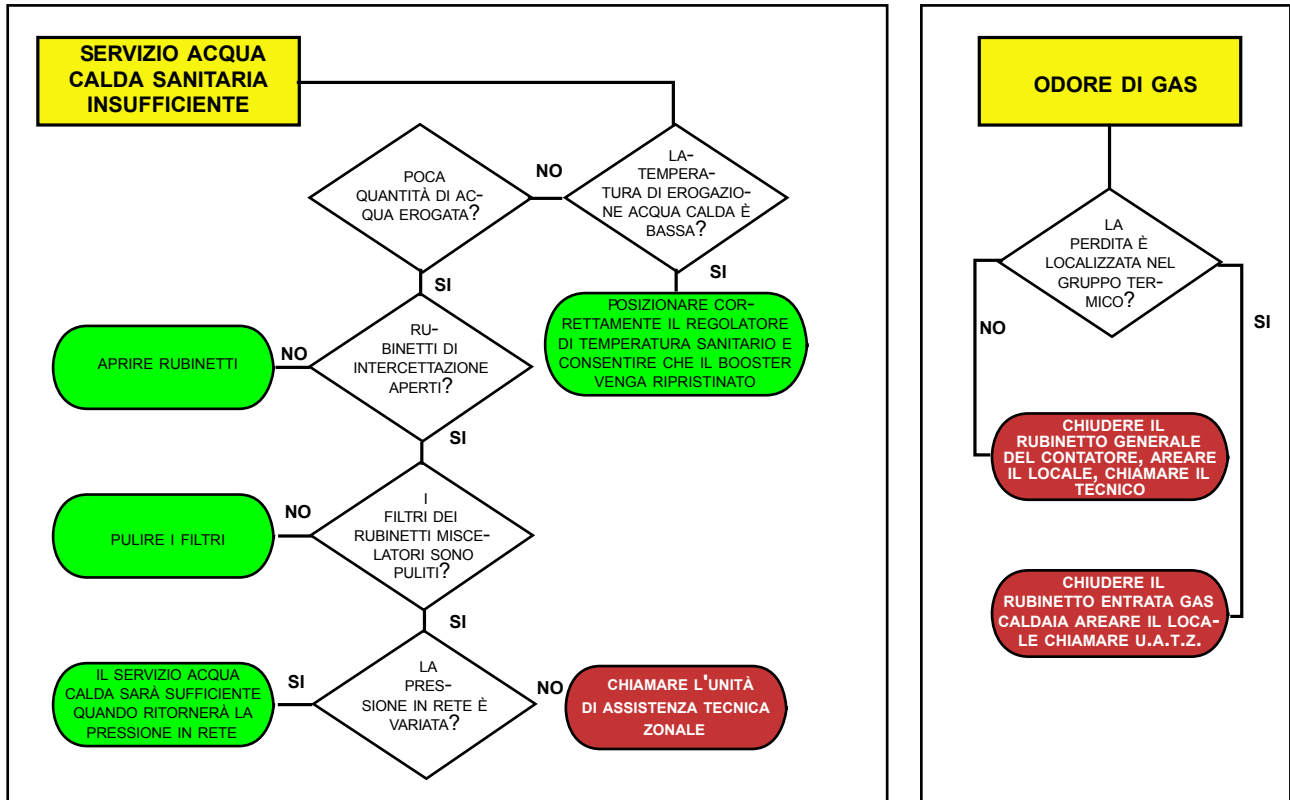 SERVIZIO ACQUA
CALDA SANITARIA
INSUFFICIENTE
POCA
QUANTITÀ DI AC-
QUA EROGATA?
NO
LA-
TEMPERA-
TURA DI EROGAZIO-
NE ACQUA CALDA È
BASSA?
SI
SI
POSIZIONARE COR-
RETTAMENTE IL REGOLATORE
DI TEMPERATURA SANITARIO E
CONSENTIRE CHE IL BOOSTER
VENGA RIPRISTINATO
APRIRE RUBINETTI
NO
RU-
BINETTI DI
INTERCETTAZIONE
APERTI?
SI
PULIRE I FILTRI
NO
I
FILTRI DEI
RUBINETTI MISCE-
LATORI SONO
PULITI?
SI
IL SERVIZIO ACQUA
CALDA SARÀ SUFFICIENTE
QUANDO RITORNERÀ LA
PRESSIONE IN RETE
SI
LA
PRES-
SIONE IN RETE È
VARIATA?
NO
CHIAMARE L'UNITÀ
DI ASSISTENZA TECNICA
ZONALE
ODORE DI GAS
LA
PERDITA È
LOCALIZZATA NEL
GRUPPO TER-
MICO?
NO
SI
CHIUDERE IL
RUBINETTO GENERALE
DEL CONTATORE, AREARE
IL LOCALE, CHIAMARE IL
TECNICO
CHIUDERE IL
RUBINETTO ENTRATA GAS
CALDAIA AREARE IL LOCA-
LE CHIAMARE U.A.T.Z.